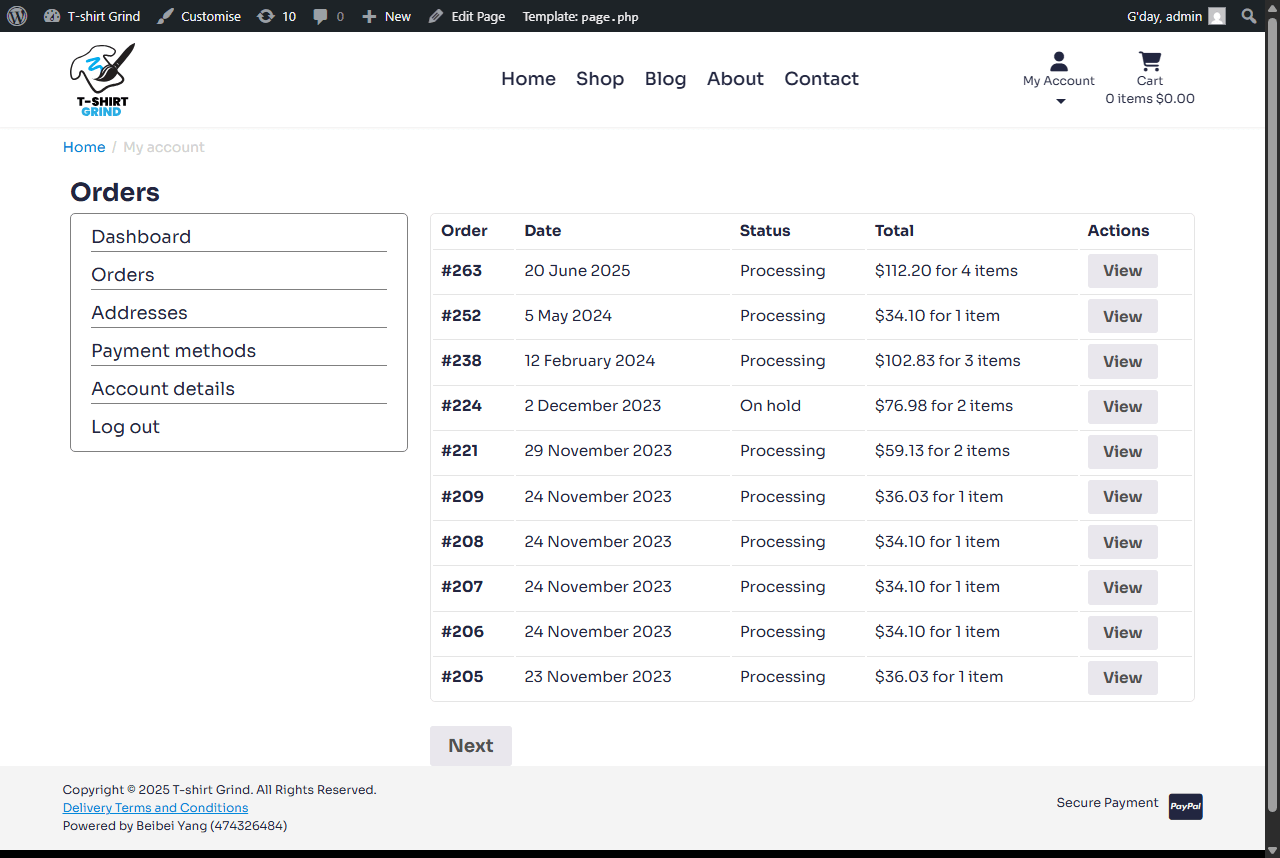 T-shirt Grind Customise 10 0 New Edit Page Template: page.php G'day, admin
T-SHIRT
GRIND
Home Shop Blog About Contact
My Account
Cart
0 items $0.00
Home / My account
Orders
Dashboard
Orders
Addresses
Payment methods
Account details
Log out
Order Date Status Total Actions
#263 20 June 2025 Processing $112.20 for 4 items View
#252 5 May 2024 Processing $34.10 for 1 item View
#238 12 February 2024 Processing $102.83 for 3 items View
#224 2 December 2023 On hold $76.98 for 2 items View
#221 29 November 2023 Processing $59.13 for 2 items View
#209 24 November 2023 Processing $36.03 for 1 item View
#208 24 November 2023 Processing $34.10 for 1 item View
#207 24 November 2023 Processing $34.10 for 1 item View
#206 24 November 2023 Processing $34.10 for 1 item View
#205 23 November 2023 Processing $36.03 for 1 item View
Next
Copyright © 2025 T-shirt Grind. All Rights Reserved.
Delivery Terms and Conditions
Powered by Beibei Yang (474326484)
Secure Payment PayPal